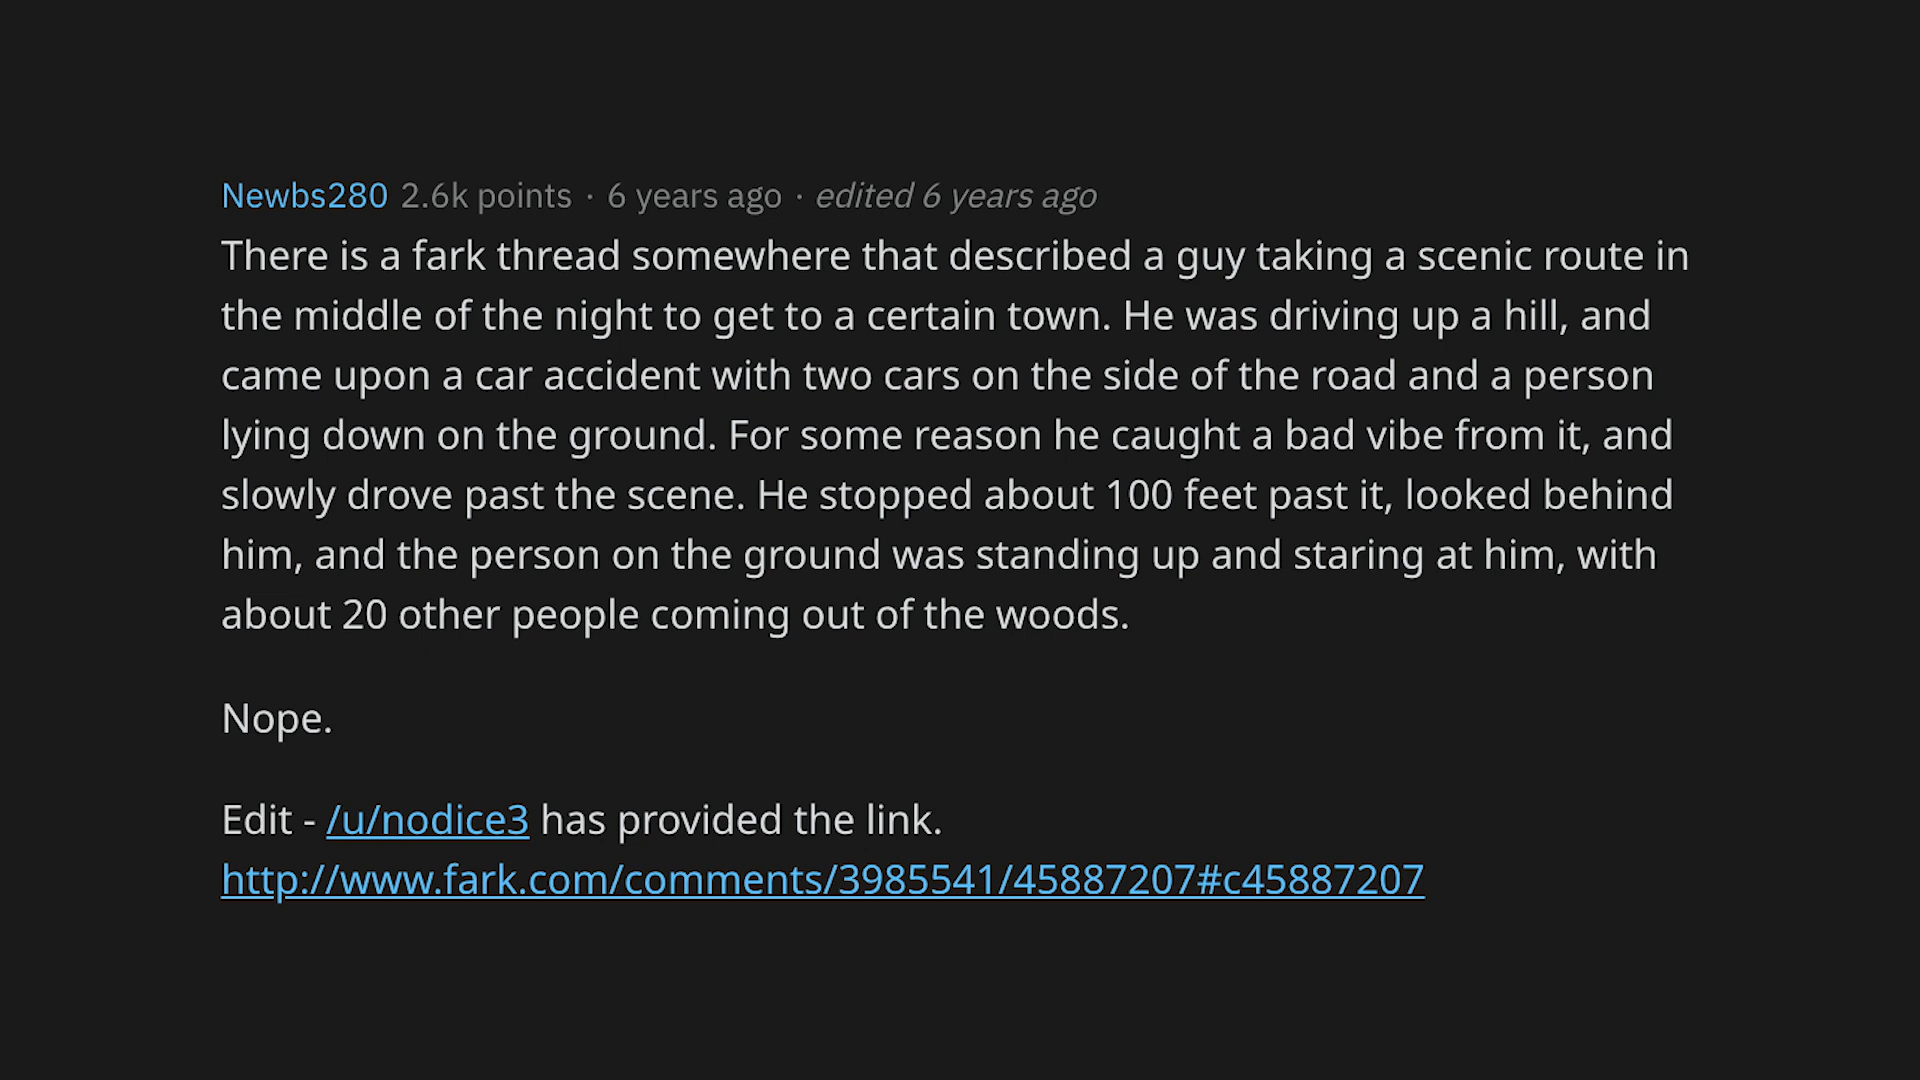 Newbs280 2.6k points · 6 years ago · edited 6 years ago
There is a fark thread somewhere that described a guy taking a scenic route in
the middle of the night to get to a certain town. He was driving up a hill, and
came upon a car accident with two cars on the side of the road and a person
lying down on the ground. For some reason he caught a bad vibe from it, and
slowly drove past the scene. He stopped about 100 feet past it, looked behind
him, and the person on the ground was standing up and staring at him, with
about 20 other people coming out of the woods.
Nope.
Edit - /u/nodice3 has provided the link.
http://www.fark.com/comments/3985541/45887207#c45887207